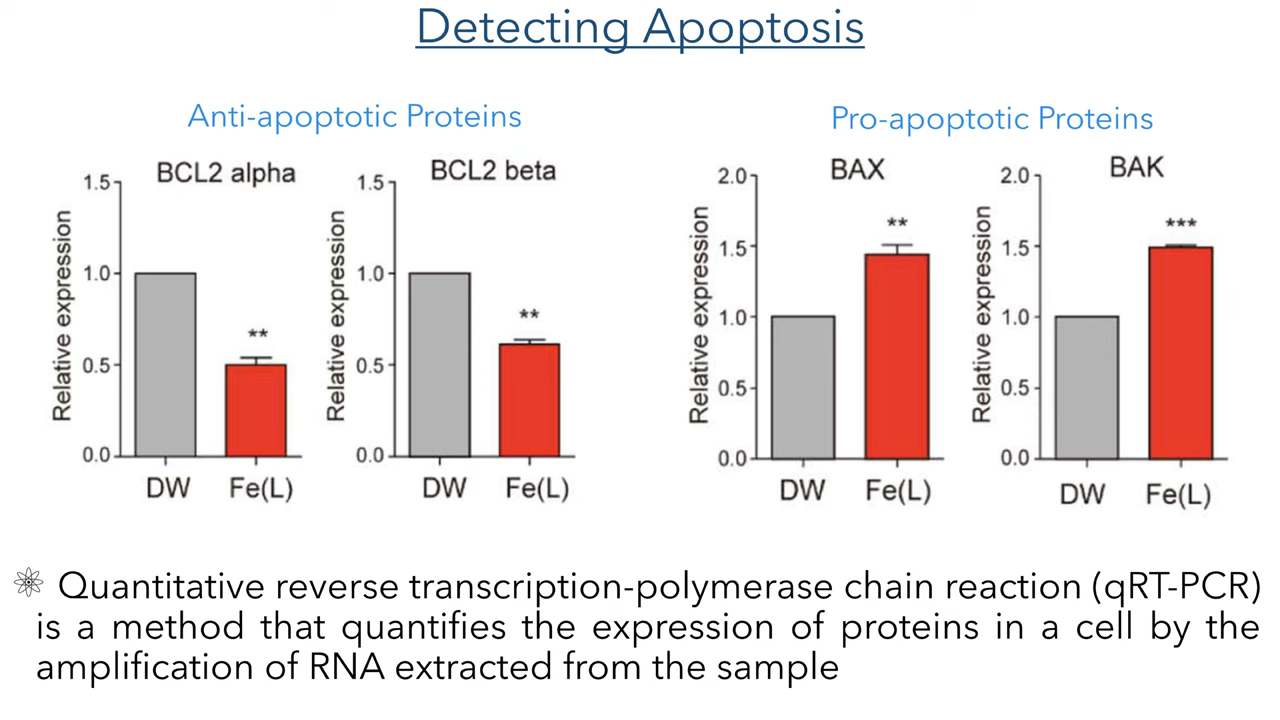 Detecting Apoptosis
Anti-apoptotic Proteins
BCL2 alpha
Relative expression
1.5
1.0
0.5
0.0
**
DW
Fe(L)
BCL2 beta
Relative expression
1.5
1.0
0.5
0.0
**
DW
Fe(L)
Pro-apoptotic Proteins
BAX
Relative expression
2.0
1.5
1.0
0.5
0.0
**
DW
Fe(L)
BAK
Relative expression
2.0
1.5
1.0
0.5
0.0
***
DW
Fe(L)
Quantitative reverse transcription-polymerase chain reaction (qRT-PCR)
is a method that quantifies the expression of proteins in a cell by the
amplification of RNA extracted from the sample